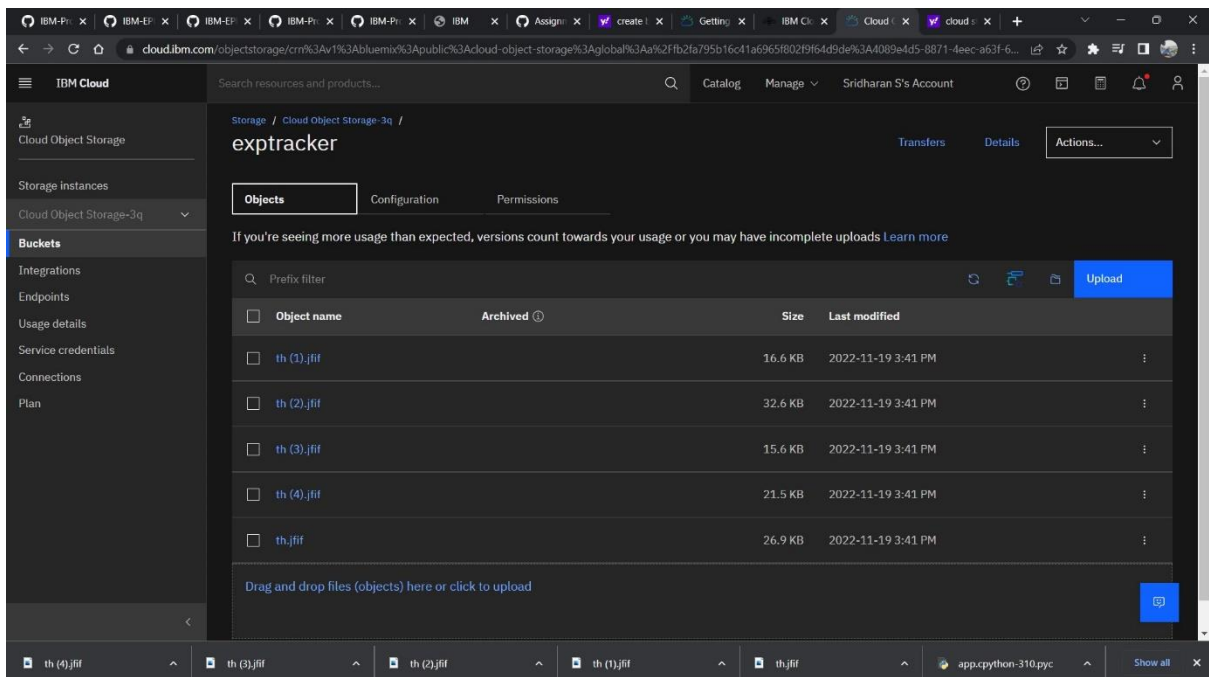 IBM-Pro IBM-EP IBM-EPI IBM-Pro IBM-Pro IBM Assignn create b Getting IBM Clo Cloud C cloud s
cloud.ibm.com/objectstorage/crn%3Av1%3Abluemix%3Apublic%3Acloud-object-storage%3Aglobal%3Aa%2Ffb2fa795b16c41a6965f802f9f64d9de%3A4089e4d5-8871-4eec-a63f-6...
IBM Cloud
Search resources and products...
Catalog
Manage
Sridharan S's Account
Cloud Object Storage
Storage instances
Cloud Object Storage-3q
Buckets
Integrations
Endpoints
Usage details
Service credentials
Connections
Plan
Storage / Cloud Object Storage-3q /
exptracker
Transfers
Details
Actions...
Objects Configuration Permissions
If you're seeing more usage than expected, versions count towards your usage or you may have incomplete uploads Learn more
Prefix filter
Upload
Object name Archived Size Last modified
th (1).jfif 16.6 KB 2022-11-19 3:41 PM
th (2).jfif 32.6 KB 2022-11-19 3:41 PM
th (3).jfif 15.6 KB 2022-11-19 3:41 PM
th (4).jfif 21.5 KB 2022-11-19 3:41 PM
th.jfif 26.9 KB 2022-11-19 3:41 PM
Drag and drop files (objects) here or click to upload
th (4).jfif th (3).jfif th (2).jfif th (1).jfif th.jfif app.cpython-310.pyc Show all